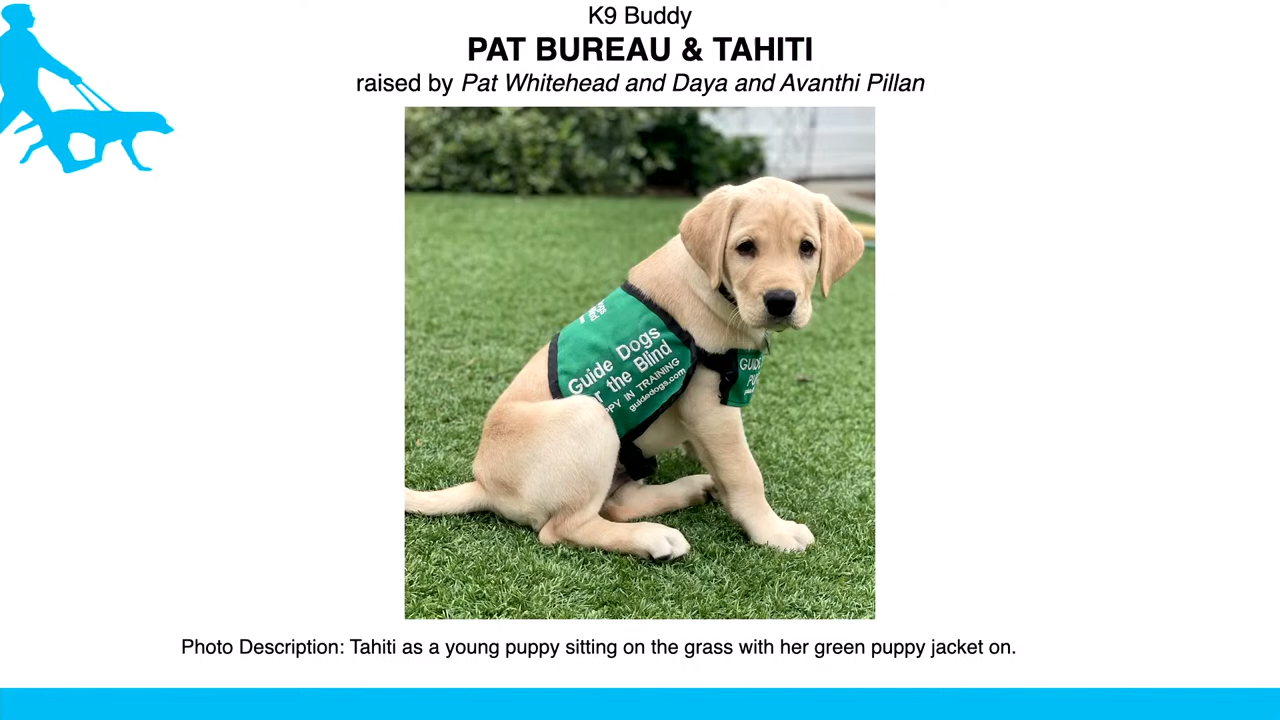 K9 Buddy
PAT BUREAU & TAHITI
raised by Pat Whitehead and Daya and Avanthi Pillan
Guide Dogs
the Blind
IN TRAINING
guidedogs.com
Photo Description: Tahiti as a young puppy sitting on the grass with her green puppy jacket on.